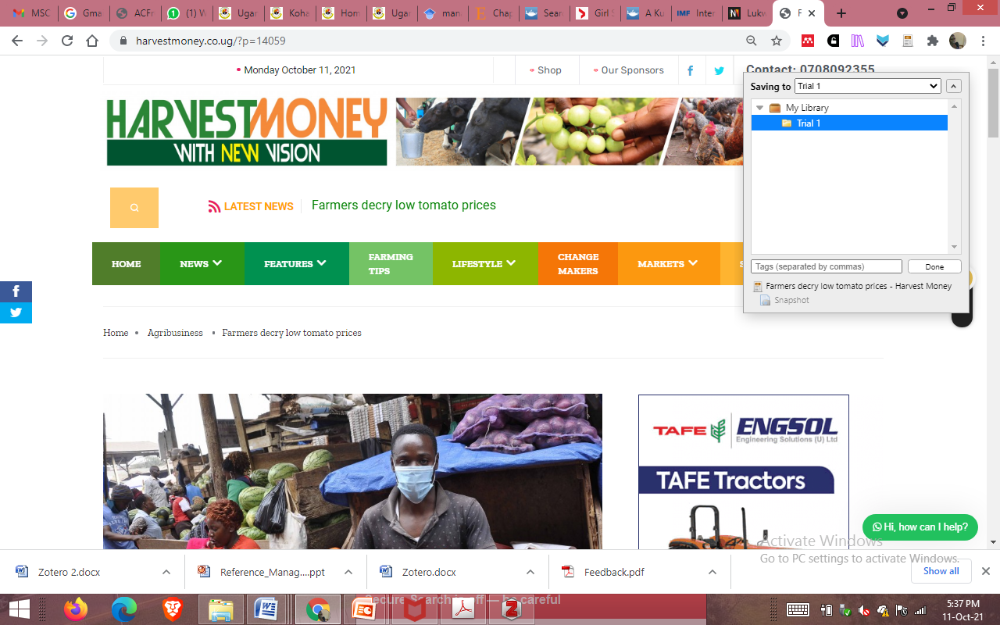 MSC
Gma
ACFr
(1) W
Ugar
Koha
Hom
Ugar
man
Chap
Sear
Girl S
A Ku
IMF Inter
Lukw
F
harvestmoney.co.ug/?p=14059
Monday October 11, 2021
Shop
Our Sponsors
Contact: 0708092355
HARVESTMONEY
WITH NEW VISION
LATEST NEWS
Farmers decry low tomato prices
HOME
NEWS
FEATURES
FARMING TIPS
LIFESTYLE
CHANGE MAKERS
MARKETS
Saving to
Trial 1
My Library
Trial 1
Tags (separated by commas)
Done
Farmers decry low tomato prices - Harvest Money
Snapshot
Home • Agribusiness • Farmers decry low tomato prices
TAFE
ENGSOL
Engineering Solutions (U) Ltd
TAFE Tractors
Hi, how can I help?
Activate Windows
Go to PC settings to activate Windows.
Zotero 2.docx
Reference_Manag....ppt
Zotero.docx
Feedback.pdf
Show all
5:37 PM
11-Oct-21